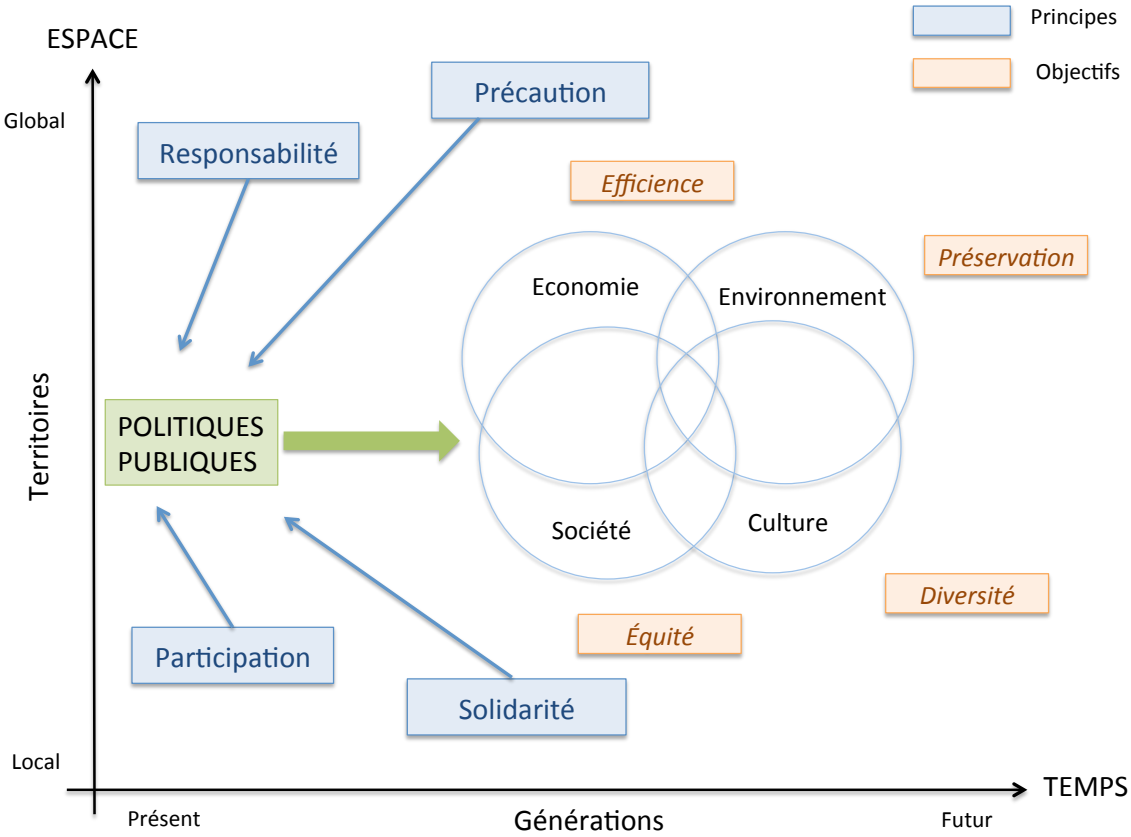 Principes
ESPACE
Objectifs
Précaution
Global
Responsabilité
Efficience
Préservation
Economie
Environnement
Territoires
POLITIQUES
PUBLIQUES
Société
Culture
Diversité
Équité
Participation
Solidarité
Local
TEMPS
Présent
Générations
Futur